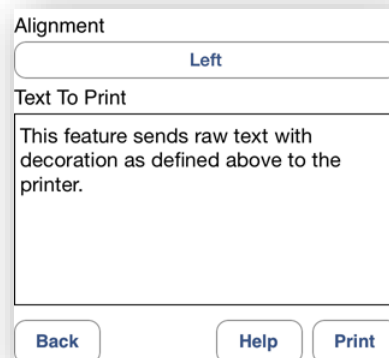 Alignment
Left
Text To Print
This feature sends raw text with
decoration as defined above to the
printer.
Back Help Print